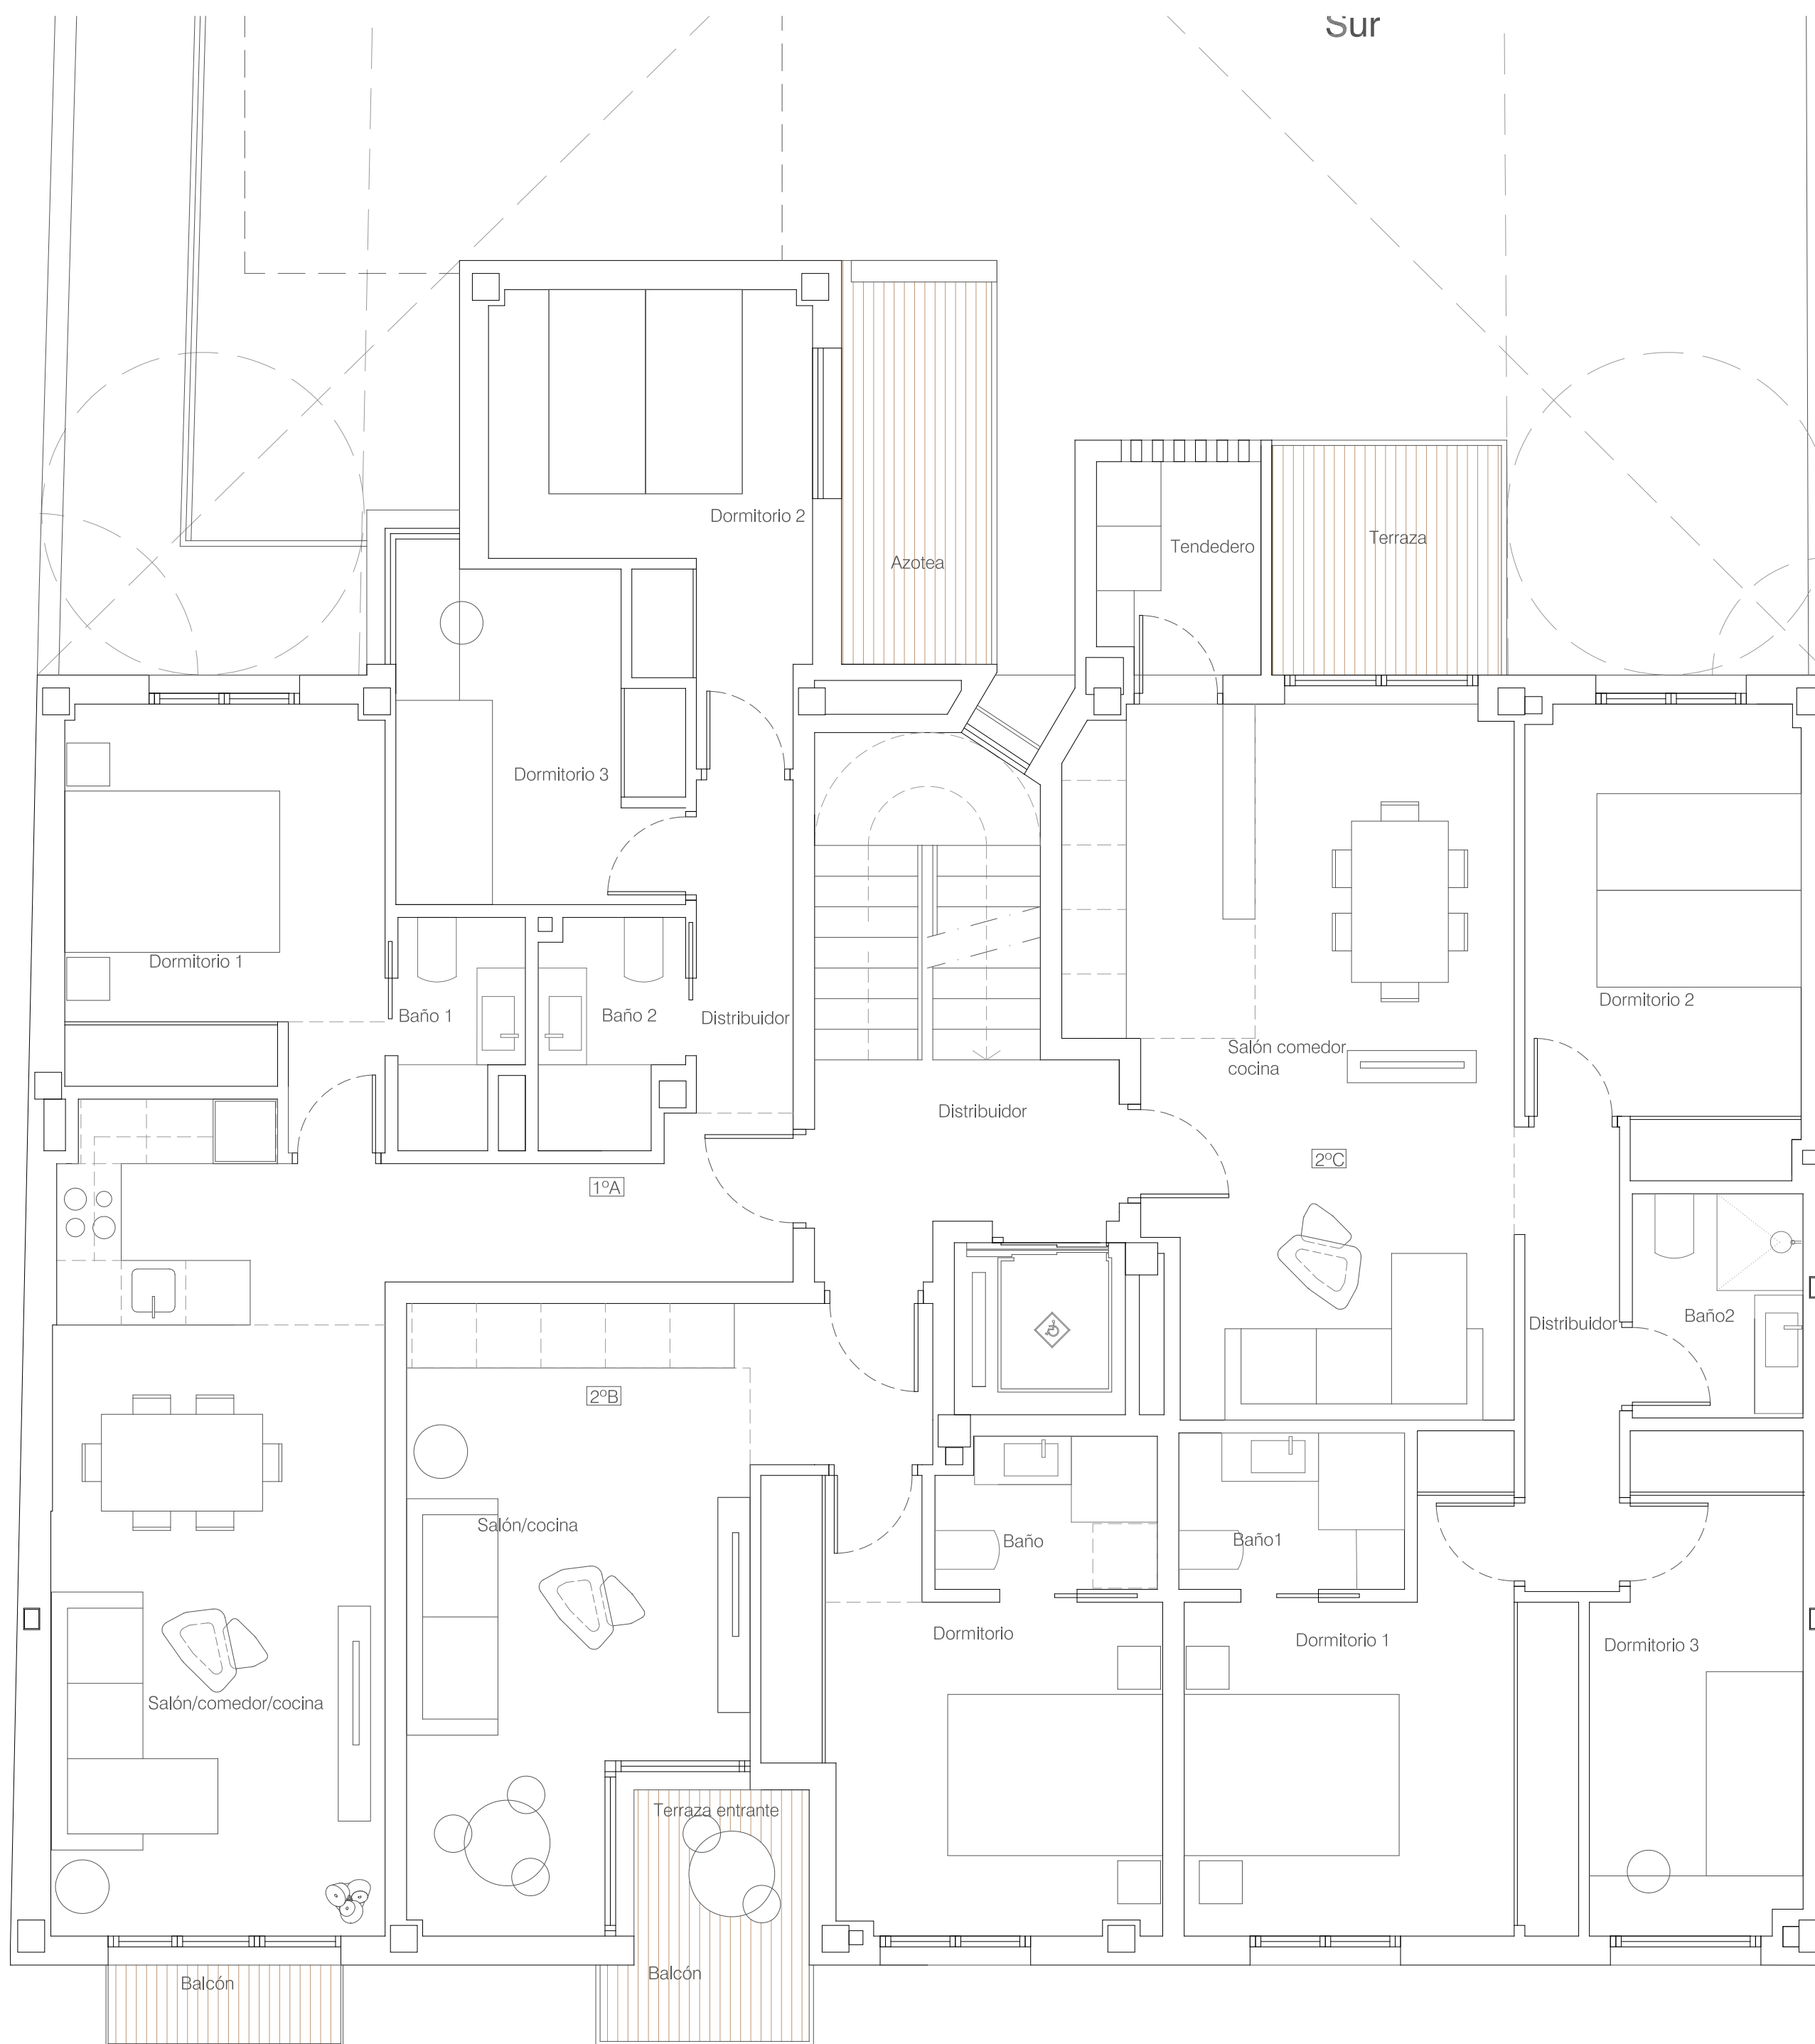 Sur
Dormitorio 2
Tendedero
Terraza
Azotea
Dormitorio 3
Dormitorio 1
Baño 1
Baño 2
Distribuidor
Dormitorio 2
Salón comedor
cocina
Distribuidor
2ºC
1ºA
Baño2
Distribuidor
2ºB
Salón/cocina
Baño
Baño1
Dormitorio
Dormitorio 1
Dormitorio 3
Salón/comedor/cocina
Terraza entrante
Balcón
Balcón